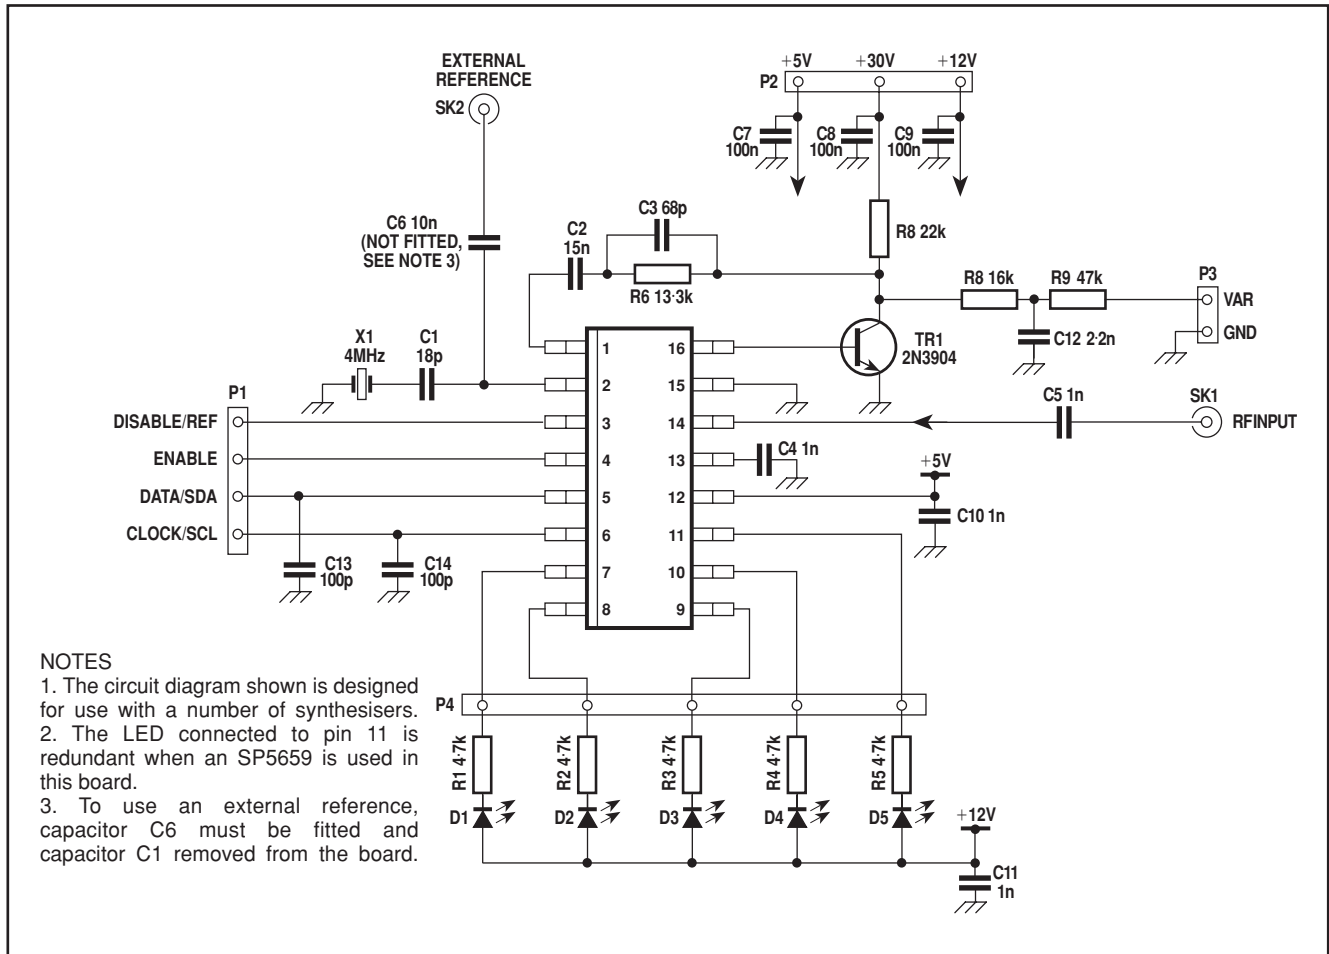 EXTERNAL
REFERENCE
SK2
+5V
+30V
+12V
P2
C7
100n
C8
100n
C9
100n
C6 10n
(NOT FITTED,
SEE NOTE 3)
C2
15n
C3 68p
R6 13·3k
R8 22k
R8 16k
R9 47k
P3
VAR
GND
C12 2·2n
TR1
2N3904
X1
4MHz
C1
18p
P1
DISABLE/REF
ENABLE
DATA/SDA
CLOCK/SCL
C13
100p
C14
100p
1
2
3
4
5
6
7
8
16
15
14
13
12
11
10
9
C5 1n
SK1
RFINPUT
C4 1n
+5V
C10 1n
NOTES
1. The circuit diagram shown is designed
for use with a number of synthesisers.
2. The LED connected to pin 11 is
redundant when an SP5659 is used in
this board.
3. To use an external reference,
capacitor C6 must be fitted and
capacitor C1 removed from the board.
P4
R1 4·7k
R2 4·7k
R3 4·7k
R4 4·7k
R5 4·7k
D1
D2
D3
D4
D5
+12V
C11
1n